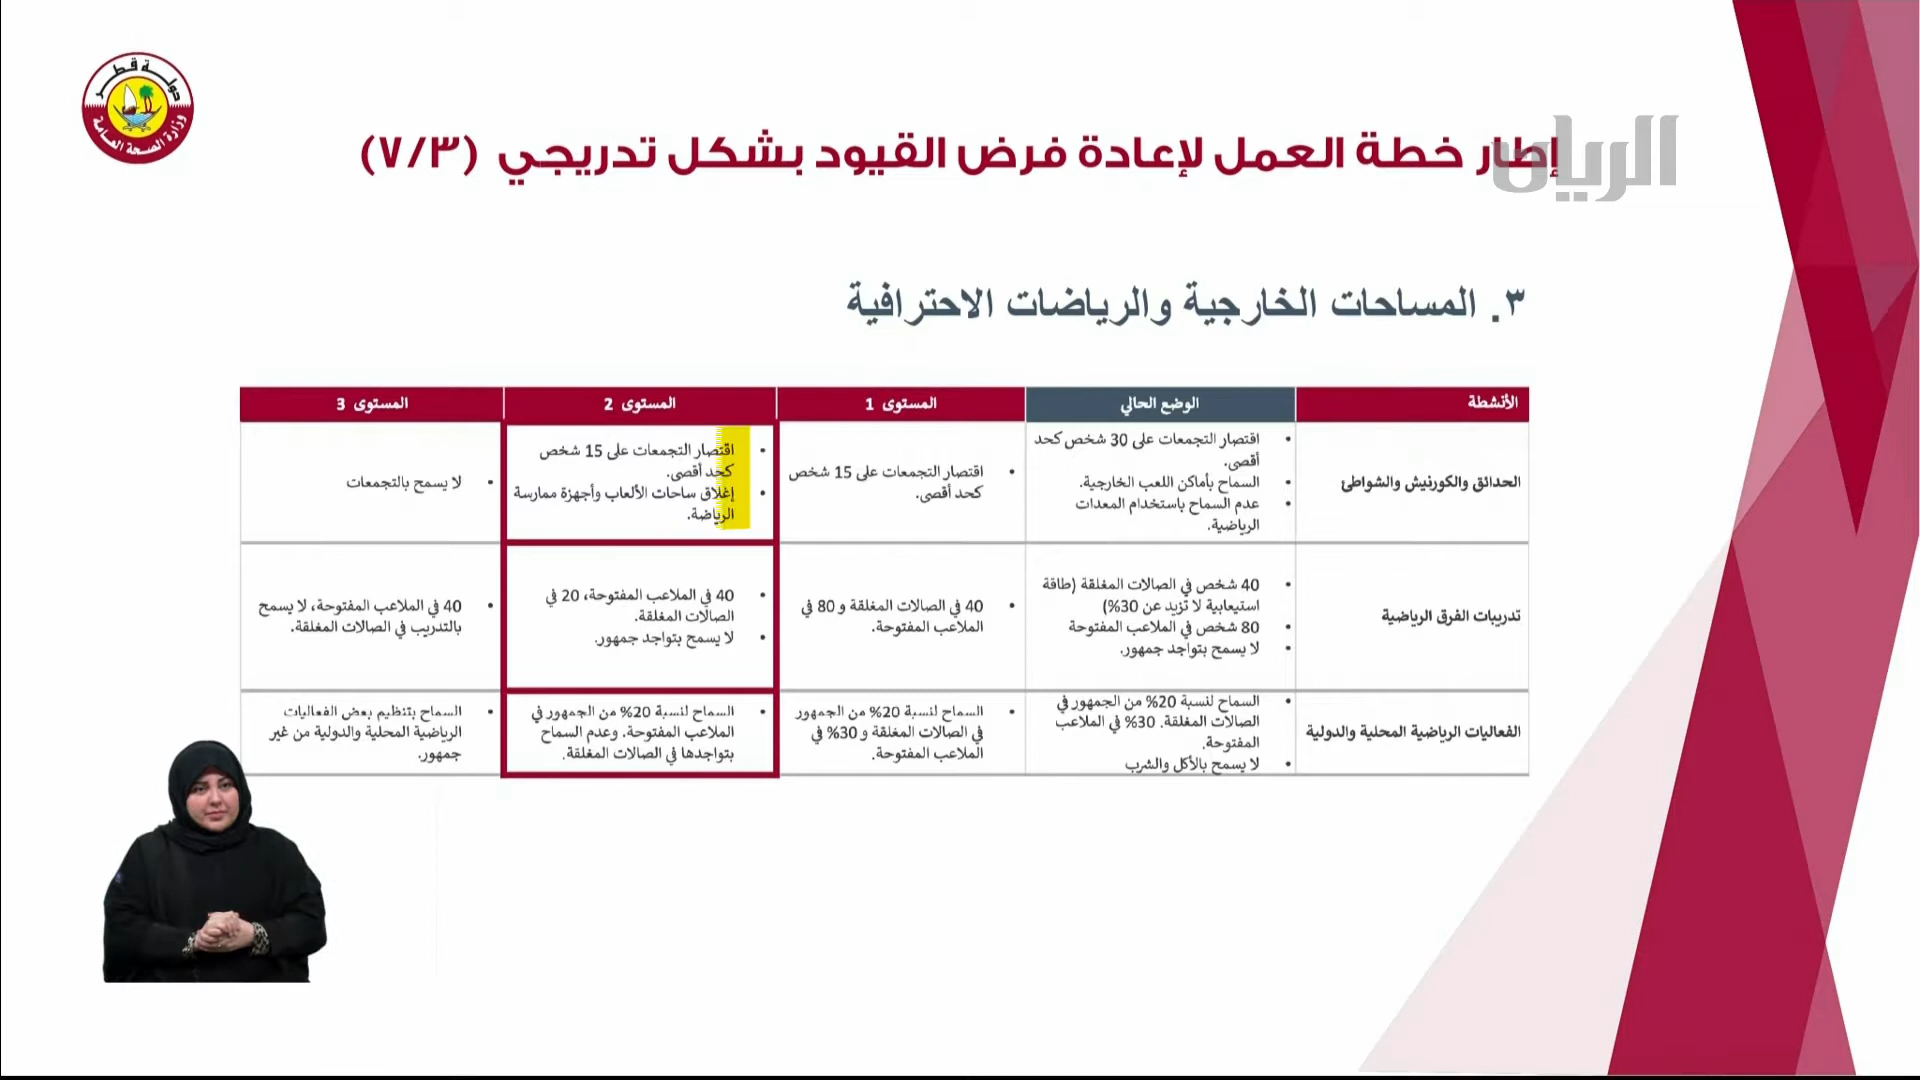 دولة قطر
وزارة الصحة العامة
الريان
إطار خطة العمل لإعادة فرض القيود بشكل تدريجي (٧/٣)
٣. المساحات الخارجية والرياضات الاحترافية
الأنشطة
الوضع الحالي
المستوى 1
المستوى 2
المستوى 3
الحدائق والكورنيش والشواطئ
• اقتصار التجمعات على 30 شخص كحد
أقصى.
• السماح بأماكن اللعب الخارجية.
• عدم السماح باستخدام المعدات
الرياضية.
• اقتصار التجمعات على 15 شخص
كحد أقصى.
• اقتصار التجمعات على 15 شخص
كحد أقصى.
• إغلاق ساحات الألعاب وأجهزة ممارسة
الرياضة.
• لا يسمح بالتجمعات
تدريبات الفرق الرياضية
• 40 شخص في الصالات المغلقة (طاقة
استيعابية لا تزيد عن 30%)
• 80 شخص في الملاعب المفتوحة
• لا يسمح بتواجد جمهور.
• 40 في الصالات المغلقة و 80 في
الملاعب المفتوحة.
• 40 في الملاعب المفتوحة، 20 في
الصالات المغلقة.
• لا يسمح بتواجد جمهور.
• 40 في الملاعب المفتوحة، لا يسمح
بالتدريب في الصالات المغلقة.
الفعاليات الرياضية المحلية والدولية
• السماح لنسبة 20% من الجمهور في
الصالات المغلقة. 30% في الملاعب
المفتوحة.
• لا يسمح بالأكل والشرب
• السماح لنسبة 20% من الجمهور
في الصالات المغلقة و 30% في
الملاعب المفتوحة.
• السماح لنسبة 20% من الجمهور في
الملاعب المفتوحة. وعدم السماح
بتواجدها في الصالات المغلقة.
• السماح بتنظيم بعض الفعاليات
الرياضية المحلية والدولية من غير
جمهور.